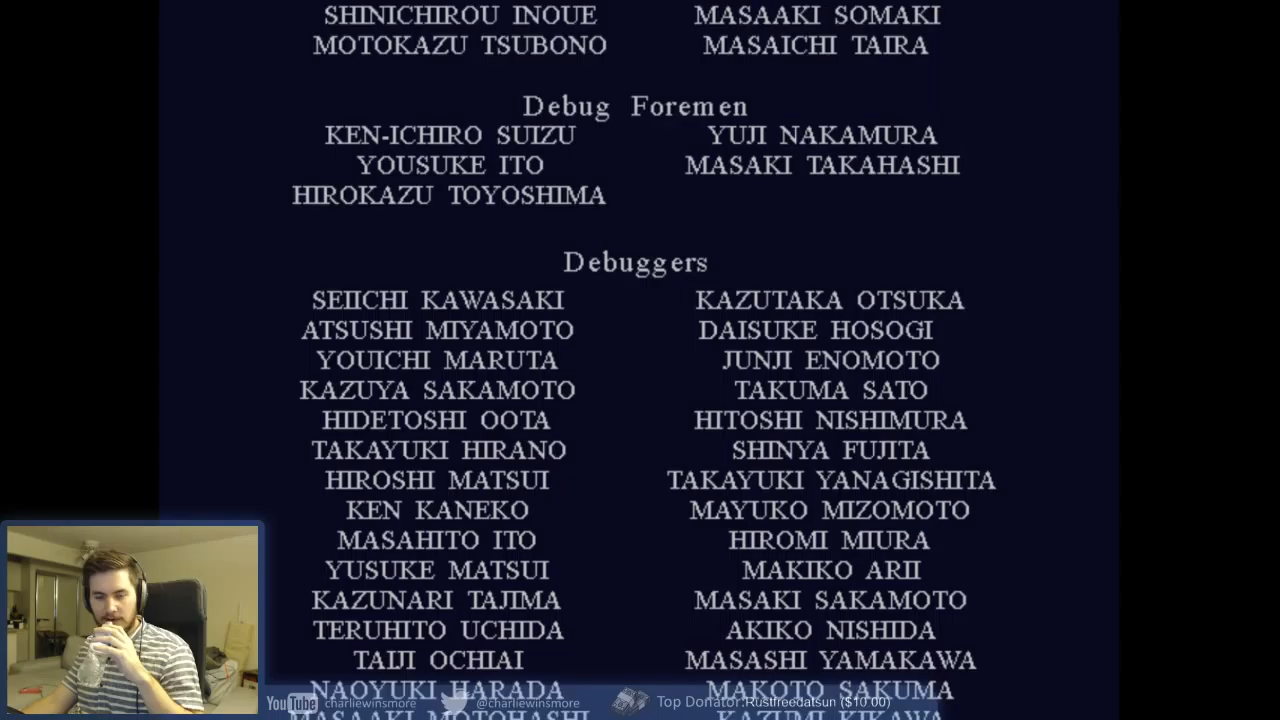 SHINICHIROU INOUE MASAAKI SOMAKI
MOTOKAZU TSUBONO MASAICHI TAIRA
Debug Foremen
KEN-ICHIRO SUIZU YUJI NAKAMURA
YOUSUKE ITO MASAKI TAKAHASHI
HIROKAZU TOYOSHIMA
Debuggers
SEIICHI KAWASAKI KAZUTAKA OTSUKA
ATSUSHI MIYAMOTO DAISUKE HOSOGI
YOUICHI MARUTA JUNJI ENOMOTO
KAZUYA SAKAMOTO TAKUMA SATO
HIDETOSHI OOTA HITOSHI NISHIMURA
TAKAYUKI HIRANO SHINYA FUJITA
HIROSHI MATSUI TAKAYUKI YANAGISHITA
KEN KANEKO MAYUKO MIZOMOTO
MASAHITO ITO HIROMI MIURA
YUSUKE MATSUI MAKIKO ARII
KAZUNARI TAJIMA MASAKI SAKAMOTO
TERUHITO UCHIDA AKIKO NISHIDA
TAIJI OCHIAI MASASHI YAMAKAWA
NAOYUKI HARADA MAKOTO SAKUMA
YouTube charliewinsmore @charliewinsmore Top Donator: Rustfreedatsun ($10.00)
MASAAKI MOTOHASHI KAZUMI KIKAWA